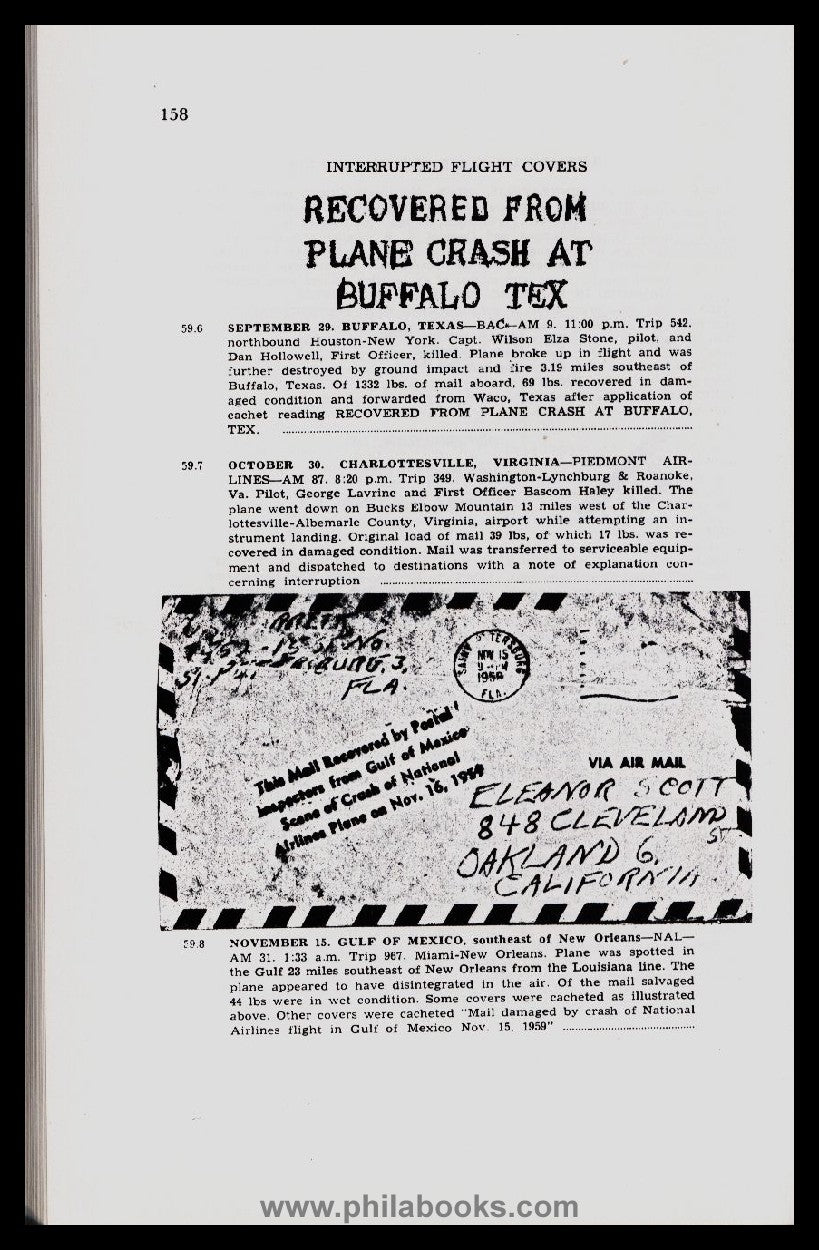 158
INTERRUPTED FLIGHT COVERS
RECOVERED FROM
PLANE CRASH AT
BUFFALO TEX
59.6 SEPTEMBER 29. BUFFALO, TEXAS—BAC—AM 9. 11:00 p.m. Trip 542.
northbound Houston-New York. Capt. Wilson Elza Stone, pilot, and
Dan Hollowell, First Officer, killed. Plane broke up in flight and was
further destroyed by ground impact and fire 3.19 miles southeast of
Buffalo, Texas. Of 1332 lbs. of mail aboard, 69 lbs. recovered in dam-
aged condition and forwarded from Waco, Texas after application of
cachet reading RECOVERED FROM PLANE CRASH AT BUFFALO,
TEX.
59.7 OCTOBER 30. CHARLOTTESVILLE, VIRGINIA—PIEDMONT AIR-
LINES—AM 87. 8:20 p.m. Trip 349. Washington-Lynchburg & Roanoke,
Va. Pilot, George Lavrinc and First Officer Bascom Haley killed. The
plane went down on Bucks Elbow Mountain 13 miles west of the Char-
lottesville-Albemarle County, Virginia, airport while attempting an in-
strument landing. Original load of mail 39 lbs, of which 17 lbs. was re-
covered in damaged condition. Mail was transferred to serviceable equip-
ment and dispatched to destinations with a note of explanation con-
cerning interruption
FLA.
SAINT PETERSBURG
FLA.
This Mail Recovered by Postal
Inspectors from Gulf of Mexico
Scene of Crash of National
Airlines Plane on Nov. 16, 1959
VIA AIR MAIL
ELEANOR SCOTT
848 CLEVELAND
ST
OAKLAND 6,
CALIFORNIA
59.8 NOVEMBER 15. GULF OF MEXICO, southeast of New Orleans—NAL—
AM 31. 1:33 a.m. Trip 967. Miami-New Orleans. Plane was spotted in
the Gulf 23 miles southeast of New Orleans from the Louisiana line. The
plane appeared to have disintegrated in the air. Of the mail salvaged
44 lbs were in wet condition. Some covers were cacheted as illustrated
above. Other covers were cacheted "Mail damaged by crash of National
Airlines flight in Gulf of Mexico Nov. 15, 1959"
www.philabooks.com